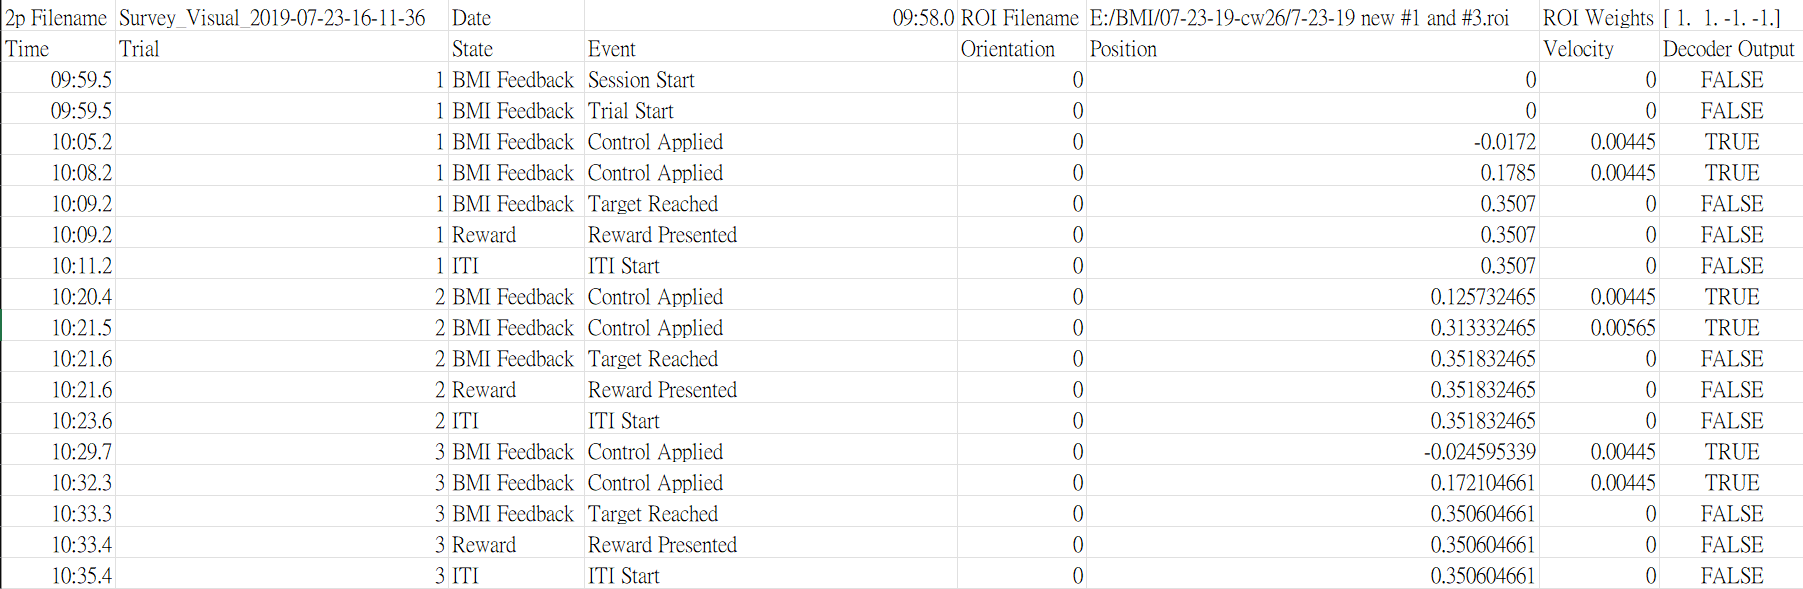 2p Filename Survey_Visual_2019-07-23-16-11-36 Date 09:58.0 ROI Filename E:/BMI/07-23-19-cw26/7-23-19 new #1 and #3.roi ROI Weights [ 1.  1. -1. -1.]
Time Trial State Event Orientation Position Velocity Decoder Output
09:59.5 1 BMI Feedback Session Start 0 0 0 FALSE
09:59.5 1 BMI Feedback Trial Start 0 0 0 FALSE
10:05.2 1 BMI Feedback Control Applied 0 -0.0172 0.00445 TRUE
10:08.2 1 BMI Feedback Control Applied 0 0.1785 0.00445 TRUE
10:09.2 1 BMI Feedback Target Reached 0 0.3507 0 FALSE
10:09.2 1 Reward Reward Presented 0 0.3507 0 FALSE
10:11.2 1 ITI ITI Start 0 0.3507 0 FALSE
10:20.4 2 BMI Feedback Control Applied 0 0.125732465 0.00445 TRUE
10:21.5 2 BMI Feedback Control Applied 0 0.313332465 0.00565 TRUE
10:21.6 2 BMI Feedback Target Reached 0 0.351832465 0 FALSE
10:21.6 2 Reward Reward Presented 0 0.351832465 0 FALSE
10:23.6 2 ITI ITI Start 0 0.351832465 0 FALSE
10:29.7 3 BMI Feedback Control Applied 0 -0.024595339 0.00445 TRUE
10:32.3 3 BMI Feedback Control Applied 0 0.172104661 0.00445 TRUE
10:33.3 3 BMI Feedback Target Reached 0 0.350604661 0 FALSE
10:33.4 3 Reward Reward Presented 0 0.350604661 0 FALSE
10:35.4 3 ITI ITI Start 0 0.350604661 0 FALSE